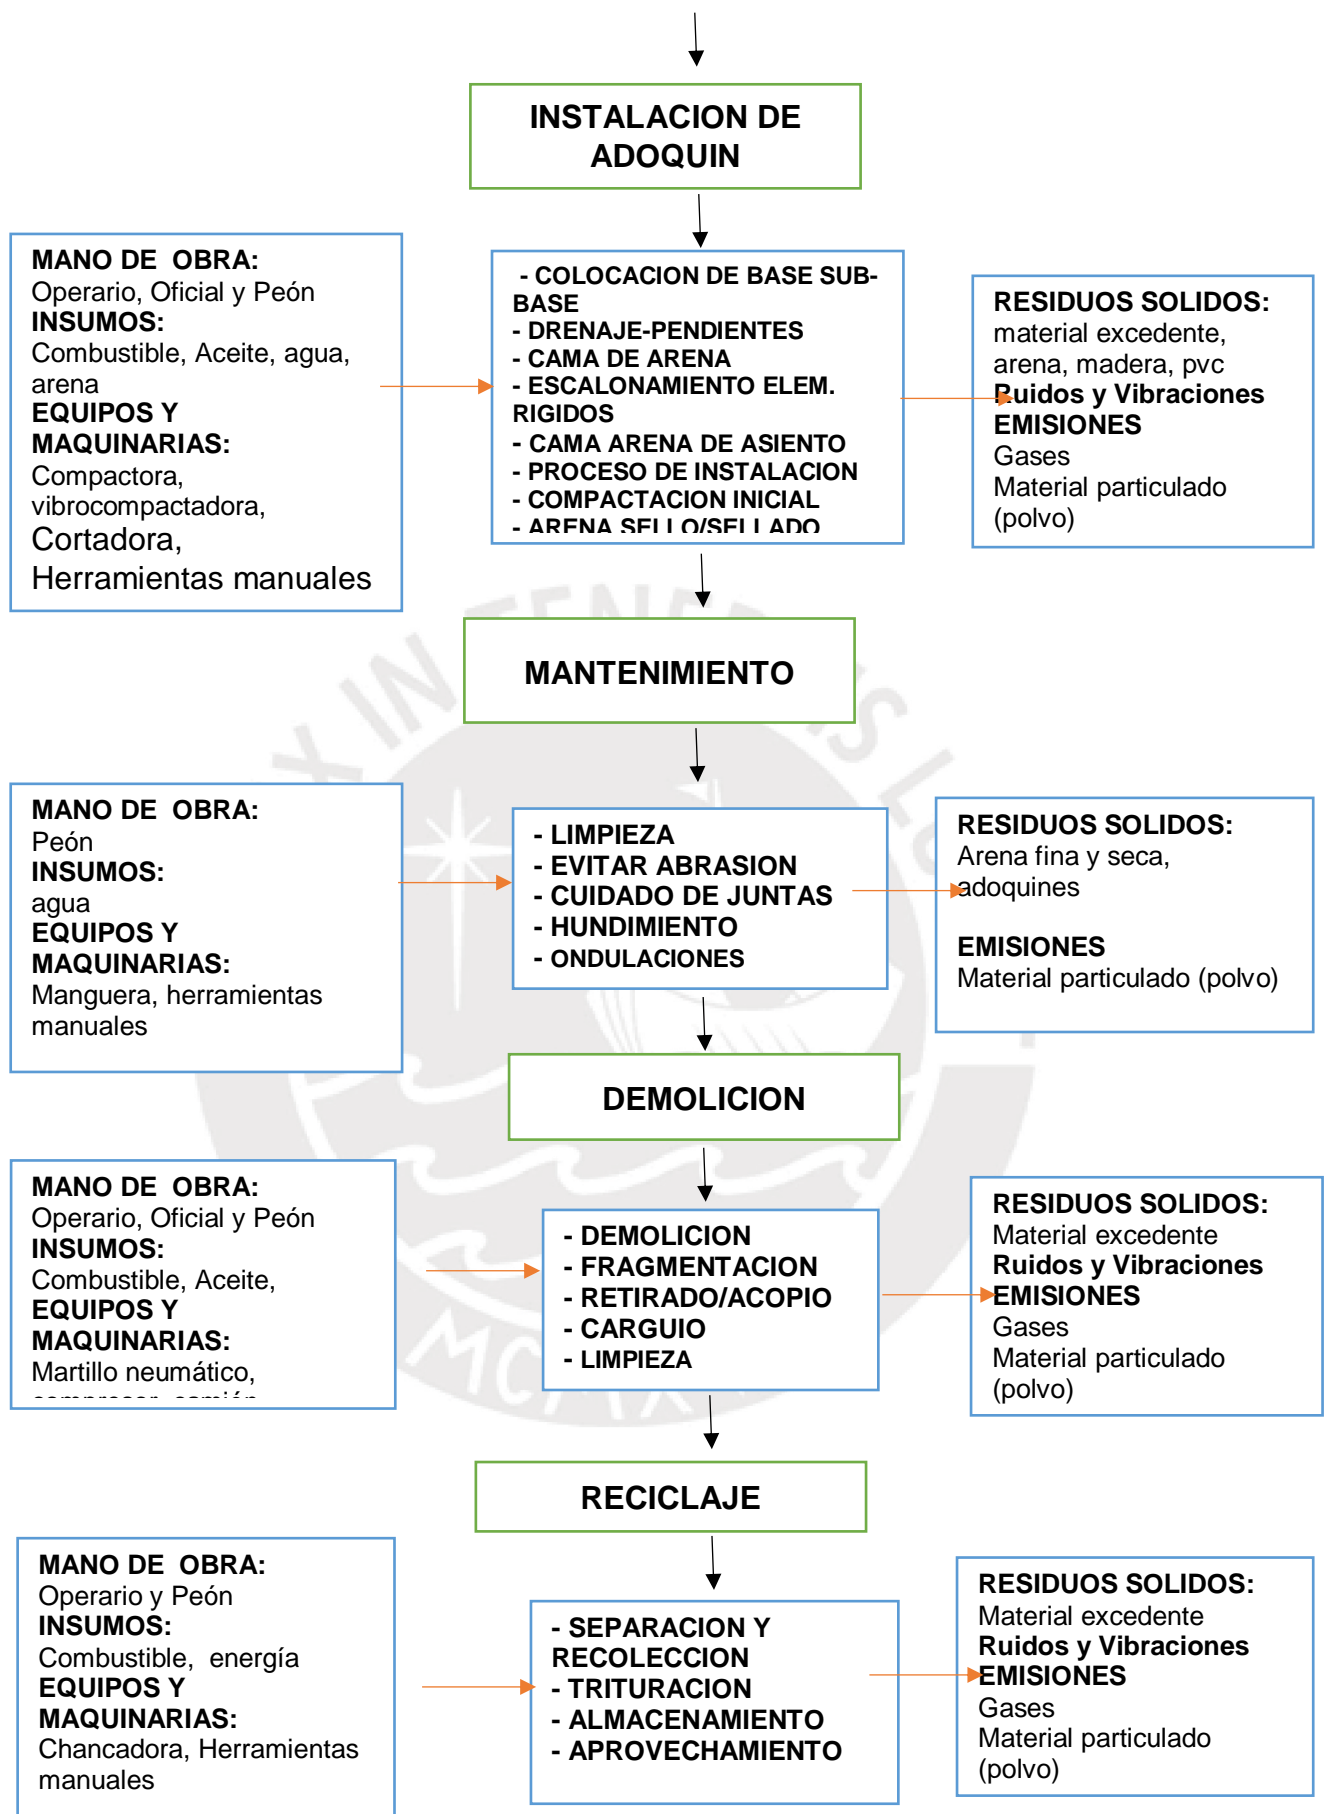 INSTALACION DE
ADOQUIN
MANO DE OBRA:
Operario, Oficial y Peón
INSUMOS:
Combustible, Aceite, agua,
arena
EQUIPOS Y
MAQUINARIAS:
Compactora,
vibrocompactadora,
Cortadora,
Herramientas manuales
- COLOCACION DE BASE SUB-
BASE
- DRENAJE-PENDIENTES
- CAMA DE ARENA
- ESCALONAMIENTO ELEM.
RIGIDOS
- CAMA ARENA DE ASIENTO
- PROCESO DE INSTALACION
- COMPACTACION INICIAL
- ARENA SELLO/SELLADO
RESIDUOS SOLIDOS:
material excedente,
arena, madera, pvc
Ruidos y Vibraciones
EMISIONES
Gases
Material particulado
(polvo)
MANTENIMIENTO
MANO DE OBRA:
Peón
INSUMOS:
agua
EQUIPOS Y
MAQUINARIAS:
Manguera, herramientas
manuales
- LIMPIEZA
- EVITAR ABRASION
- CUIDADO DE JUNTAS
- HUNDIMIENTO
- ONDULACIONES
RESIDUOS SOLIDOS:
Arena fina y seca,
adoquines
EMISIONES
Material particulado (polvo)
DEMOLICION
MANO DE OBRA:
Operario, Oficial y Peón
INSUMOS:
Combustible, Aceite,
EQUIPOS Y
MAQUINARIAS:
Martillo neumático,
- DEMOLICION
- FRAGMENTACION
- RETIRADO/ACOPIO
- CARGUIO
- LIMPIEZA
RESIDUOS SOLIDOS:
Material excedente
Ruidos y Vibraciones
EMISIONES
Gases
Material particulado
(polvo)
RECICLAJE
MANO DE OBRA:
Operario y Peón
INSUMOS:
Combustible, energía
EQUIPOS Y
MAQUINARIAS:
Chancadora, Herramientas
manuales
- SEPARACION Y
RECOLECCION
- TRITURACION
- ALMACENAMIENTO
- APROVECHAMIENTO
RESIDUOS SOLIDOS:
Material excedente
Ruidos y Vibraciones
EMISIONES
Gases
Material particulado
(polvo)